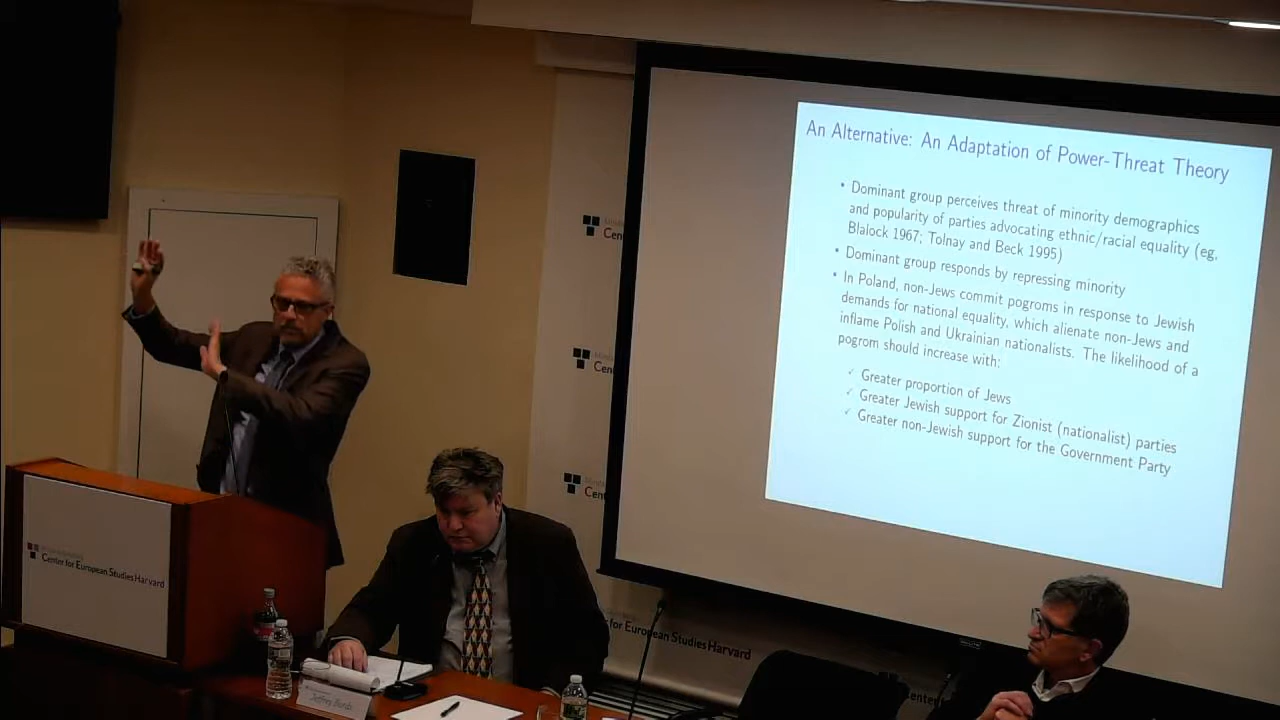 An Alternative: An Adaptation of Power-Threat Theory
• Dominant group perceives threat of minority demographics
and popularity of parties advocating ethnic/racial equality (eg,
Blalock 1967; Tolnay and Beck 1995)
• Dominant group responds by repressing minority
• In Poland, non-Jews commit pogroms in response to Jewish
demands for national equality, which alienate non-Jews and
inflame Polish and Ukrainian nationalists. The likelihood of a
pogrom should increase with:
✓ Greater proportion of Jews
✓ Greater Jewish support for Zionist (nationalist) parties
✓ Greater non-Jewish support for the Government Party
Cen
Cen
Cen
Center for European Studies Harvard
for European Studies Harvard
Cente
Jeffrey Burds